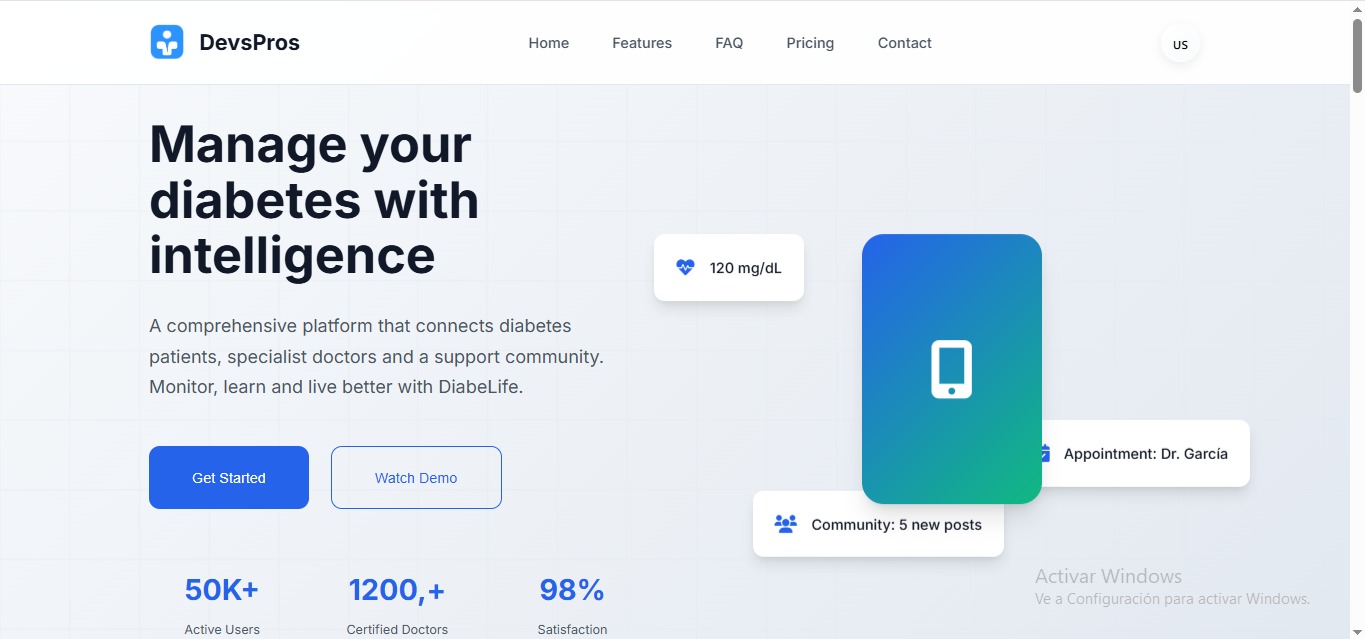 DevsPros
Home Features FAQ Pricing Contact
US
Manage your
diabetes with
intelligence
A comprehensive platform that connects diabetes
patients, specialist doctors and a support community.
Monitor, learn and live better with DiabeLife.
Get Started
Watch Demo
50K+
Active Users
1200,+
Certified Doctors
98%
Satisfaction
120 mg/dL
Appointment: Dr. García
Community: 5 new posts
Activar Windows
Ve a Configuración para activar Windows.